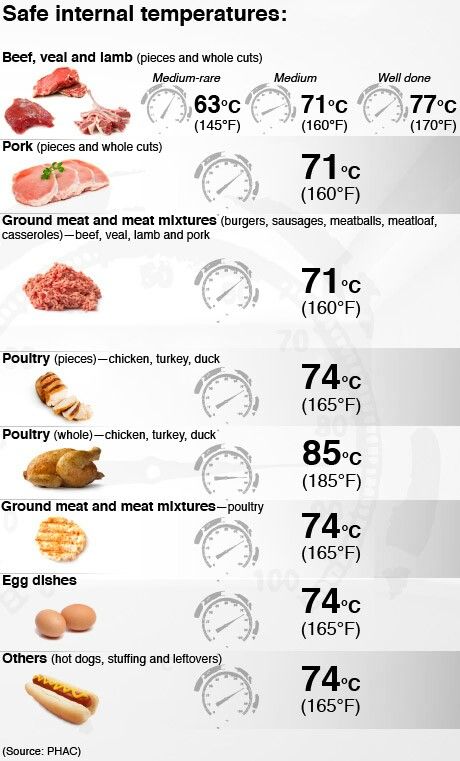 Safe internal temperatures:
Beef, veal and lamb (pieces and whole cuts)
Medium-rare Medium Well done
63°C 71°C 77°C
(145°F) (160°F) (170°F)
Pork (pieces and whole cuts)
71°C
(160°F)
Ground meat and meat mixtures (burgers, sausages, meatballs, meatloaf,
casseroles)—beef, veal, lamb and pork
71°C
(160°F)
70
Poultry (pieces)—chicken, turkey, duck
74°C
(165°F)
Poultry (whole)—chicken, turkey, duck
85°C
(185°F)
Ground meat and meat mixtures—poultry
74°C
(165°F)
100
Egg dishes
74°C
(165°F)
Others (hot dogs, stuffing and leftovers)
74°C
(165°F)
(Source: PHAC)